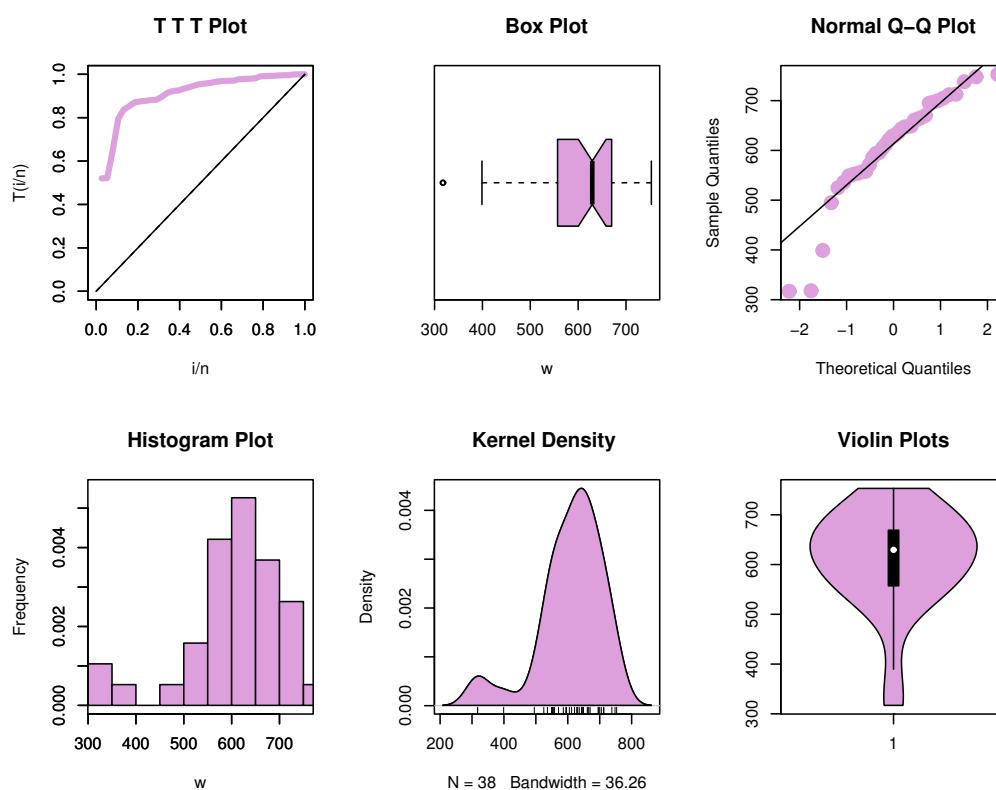 T T T Plot
T(i/n)
0.0 0.2 0.4 0.6 0.8 1.0
0.0 0.2 0.4 0.6 0.8 1.0
i/n
Box Plot
300 400 500 600 700
w
Normal Q−Q Plot
Sample Quantiles
300 400 500 600 700
−2 −1 0 1 2
Theoretical Quantiles
Histogram Plot
Frequency
0.000 0.002 0.004
300 400 500 600 700
w
Kernel Density
Density
0.000 0.002 0.004
200 400 600 800
N = 38 Bandwidth = 36.26
Violin Plots
300 400 500 600 700
1